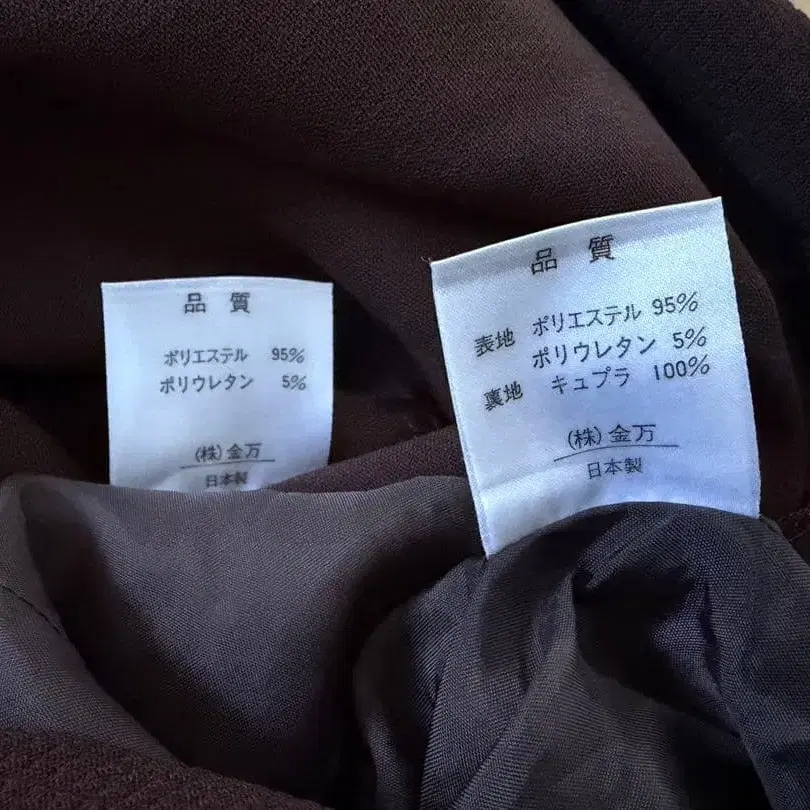 品質
ポリエステル 95%
ポリウレタン 5%
(株)金万
日本製
品質
表地 ポリエステル 95%
ポリウレタン 5%
裏地 キュプラ 100%
(株)金万
日本製